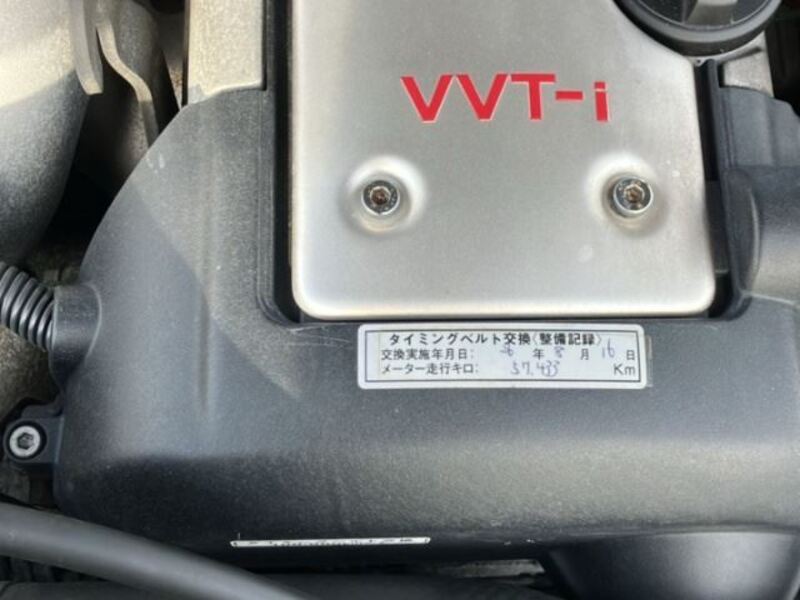 VVT-i
タイミングベルト交換〈整備記録〉
交換実施年月日: 26 年 8 月 16 日
メーター走行キロ: 57,433 Km